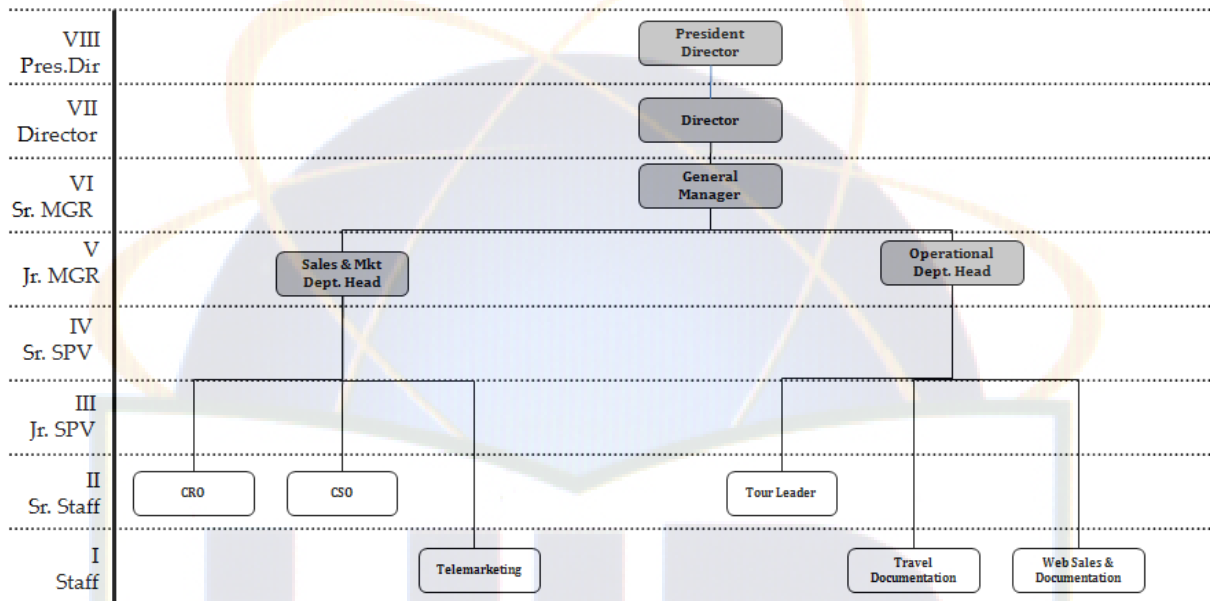 VIII
Pres.Dir
President
Director
VII
Director
Director
VI
Sr. MGR
General
Manager
V
Jr. MGR
Sales & Mkt
Dept. Head
Operational
Dept. Head
IV
Sr. SPV
III
Jr. SPV
II
Sr. Staff
CRO
CSO
Tour Leader
I
Staff
Telemarketing
Travel
Documentation
Web Sales &
Documentation